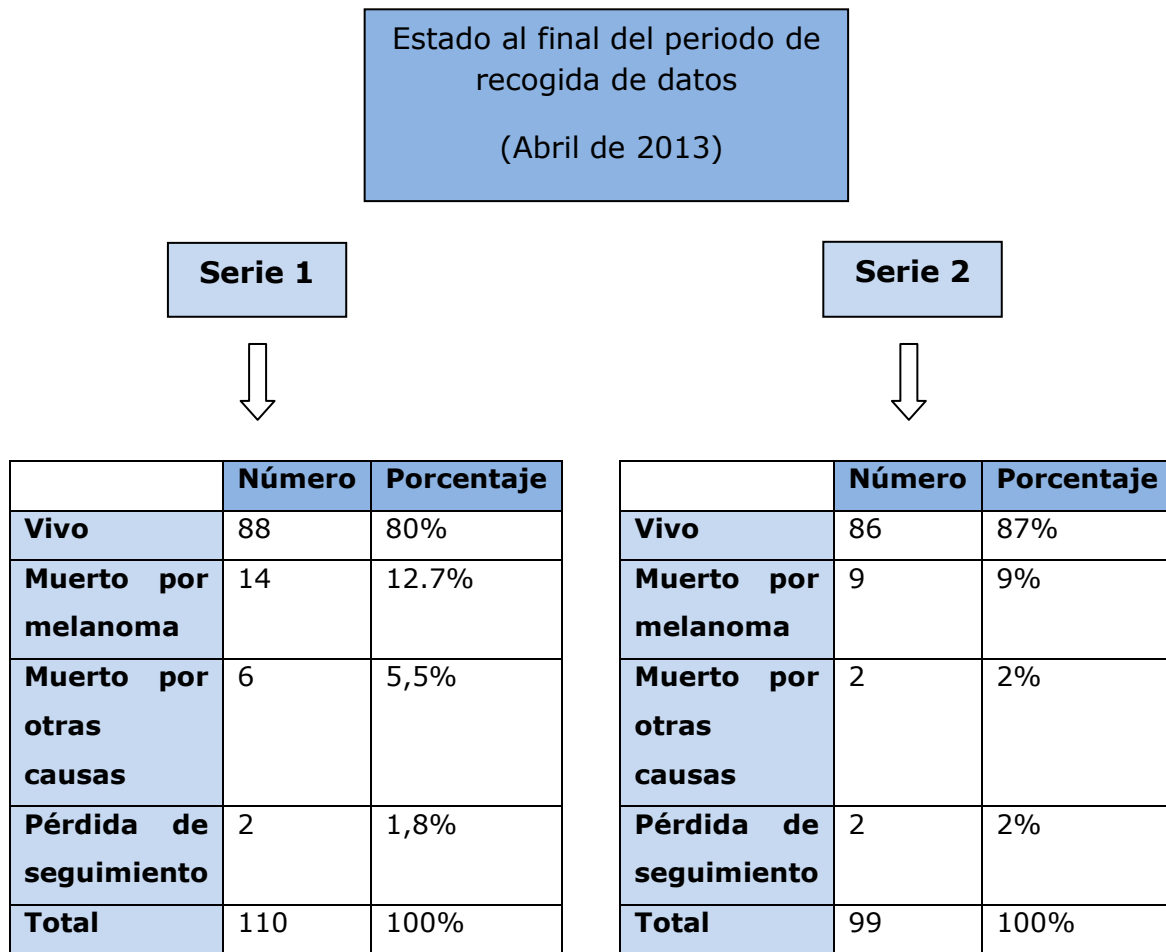 Estado al final del periodo de
recogida de datos
(Abril de 2013)
Serie 1
Serie 2
Número Porcentaje
Vivo 88 80%
Muerto por 14 12.7%
melanoma
Muerto por 6 5,5%
otras
causas
Pérdida de 2 1,8%
seguimiento
Total 110 100%
Número Porcentaje
Vivo 86 87%
Muerto por 9 9%
melanoma
Muerto por 2 2%
otras
causas
Pérdida de 2 2%
seguimiento
Total 99 100%